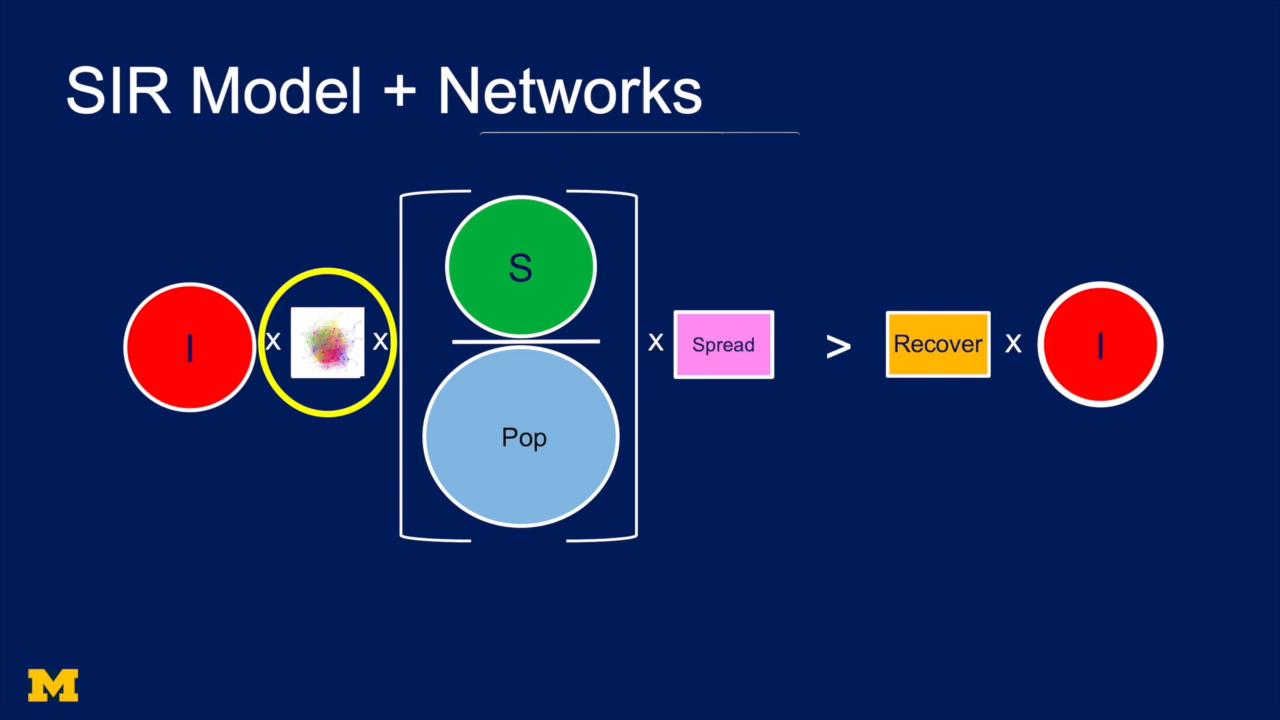 SIR Model + Networks
I x x S Pop x Spread > Recover x I
M